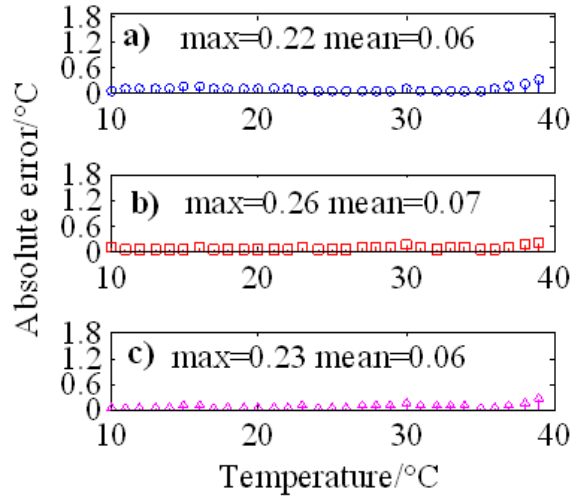 Absolute error/°C
1.8
a) max=0.22 mean=0.06
1.2
0.6
0
10 20 30 40
1.8
b) max=0.26 mean=0.07
1.2
0.6
0
10 20 30 40
1.8
c) max=0.23 mean=0.06
1.2
0.6
0
10 20 30 40
Temperature/°C